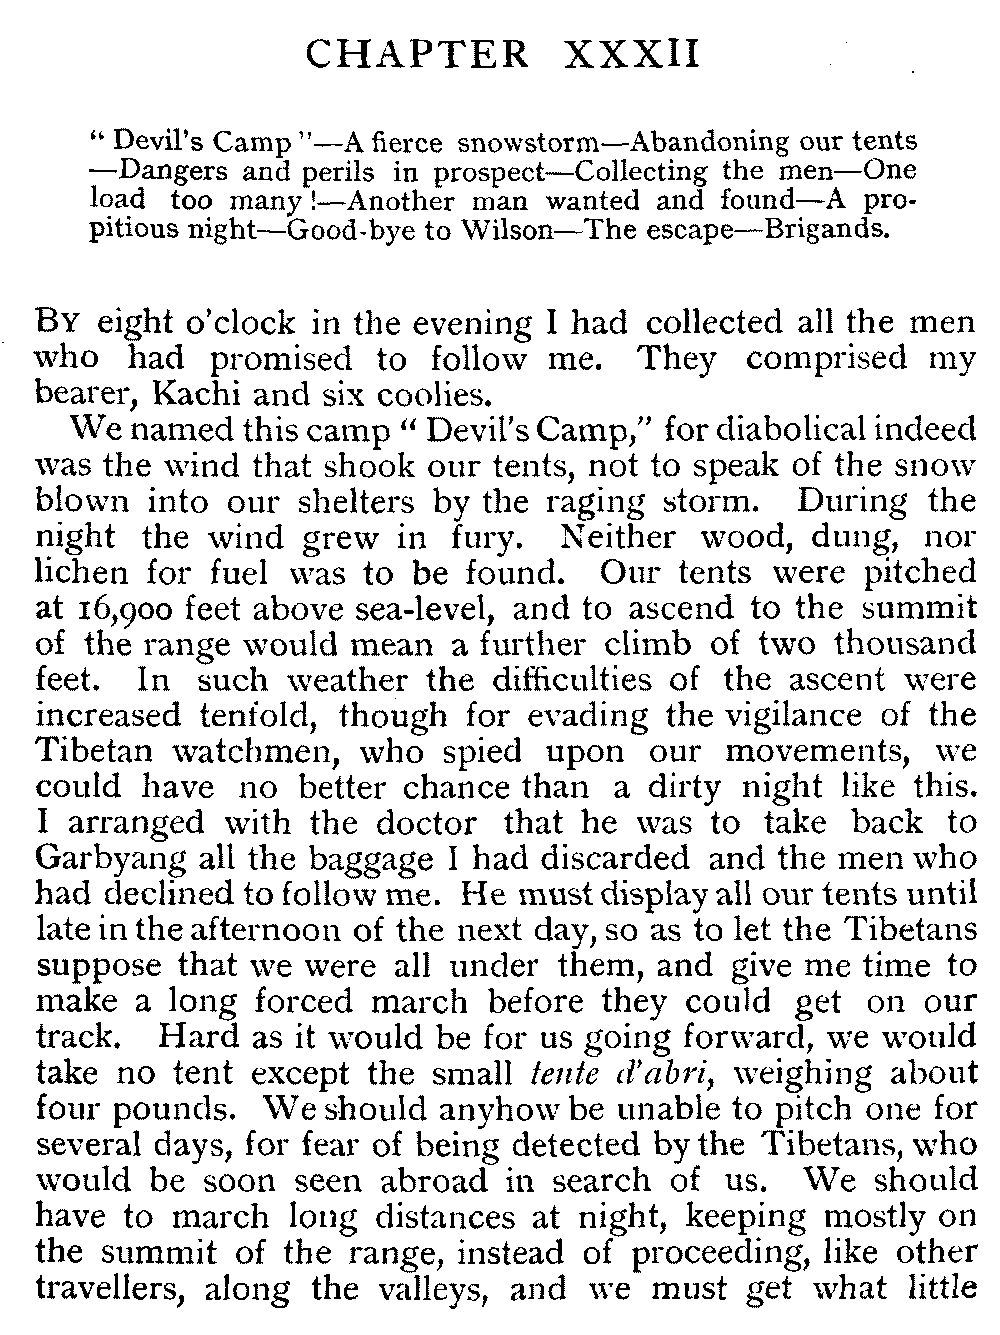 CHAPTER XXXII
“ Devil's Camp ”—A fierce snowstorm—Abandoning our tents
—Dangers and perils in prospect—Collecting the men—One
load too many !—Another man wanted and found—A pro-
pitious night—Good-bye to Wilson—The escape—Brigands.
BY eight o'clock in the evening I had collected all the men
who had promised to follow me. They comprised my
bearer, Kachi and six coolies.
We named this camp “ Devil's Camp,” for diabolical indeed
was the wind that shook our tents, not to speak of the snow
blown into our shelters by the raging storm. During the
night the wind grew in fury. Neither wood, dung, nor
lichen for fuel was to be found. Our tents were pitched
at 16,900 feet above sea-level, and to ascend to the summit
of the range would mean a further climb of two thousand
feet. In such weather the difficulties of the ascent were
increased tenfold, though for evading the vigilance of the
Tibetan watchmen, who spied upon our movements, we
could have no better chance than a dirty night like this.
I arranged with the doctor that he was to take back to
Garbyang all the baggage I had discarded and the men who
had declined to follow me. He must display all our tents until
late in the afternoon of the next day, so as to let the Tibetans
suppose that we were all under them, and give me time to
make a long forced march before they could get on our
track. Hard as it would be for us going forward, we would
take no tent except the small tente d'abri, weighing about
four pounds. We should anyhow be unable to pitch one for
several days, for fear of being detected by the Tibetans, who
would be soon seen abroad in search of us. We should
have to march long distances at night, keeping mostly on
the summit of the range, instead of proceeding, like other
travellers, along the valleys, and we must get what little